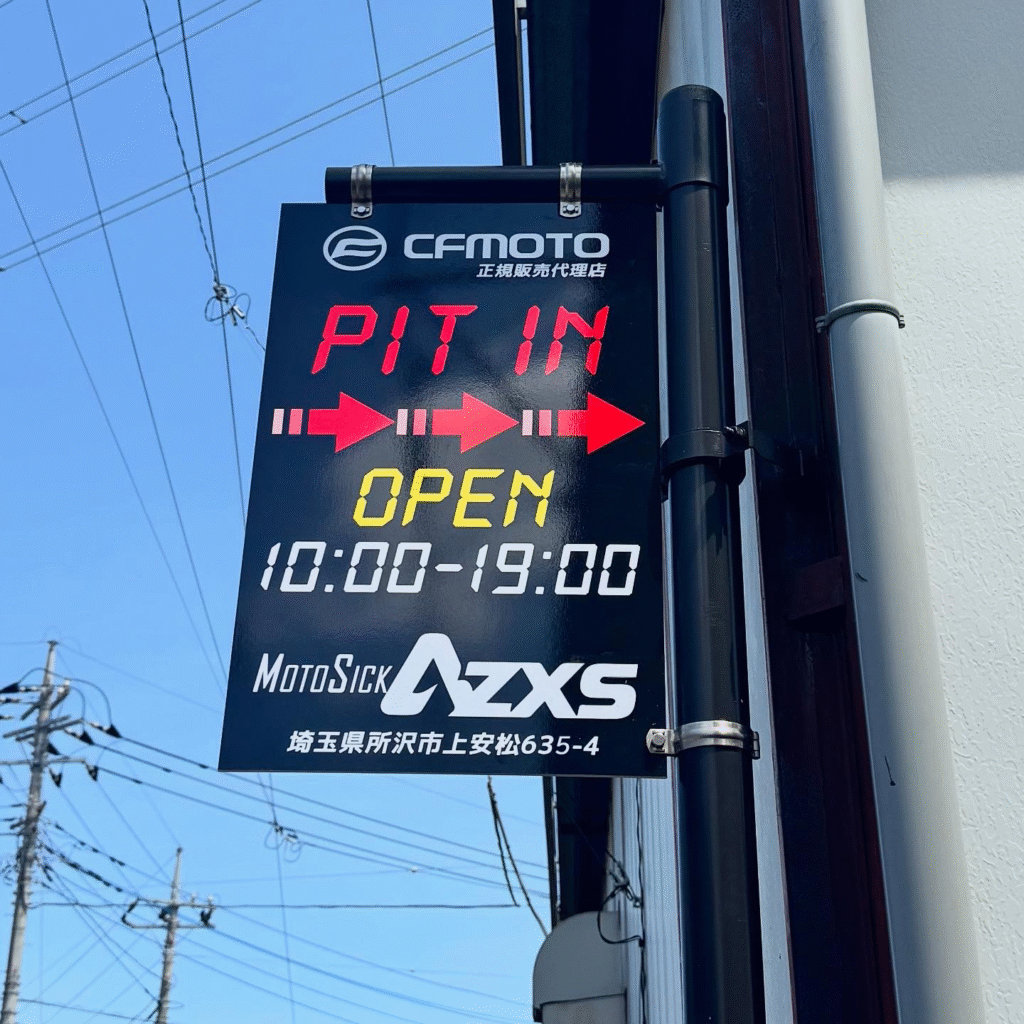 CFMOTO
正規販売代理店
PIT IN
OPEN
10:00-19:00
MOTOSICK AZXS
埼玉県所沢市上安松635-4